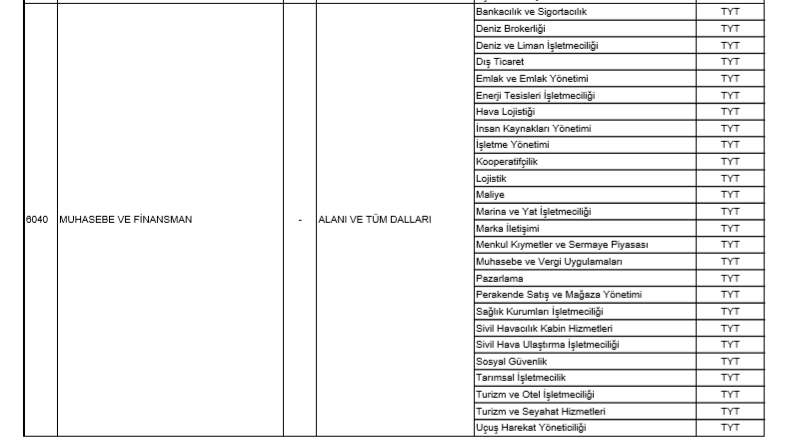 Bankacılık ve Sigortacılık TYT
Deniz Brokerliği TYT
Deniz ve Liman İşletmeciliği TYT
Dış Ticaret TYT
Emlak ve Emlak Yönetimi TYT
Enerji Tesisleri İşletmeciliği TYT
Hava Lojistiği TYT
İnsan Kaynakları Yönetimi TYT
İşletme Yönetimi TYT
Kooperatifçilik TYT
Lojistik TYT
Maliye TYT
Marina ve Yat İşletmeciliği TYT
6040 MUHASEBE VE FİNANSMAN - ALANI VE TÜM DALLARI
Marka İletişimi TYT
Menkul Kıymetler ve Sermaye Piyasası TYT
Muhasebe ve Vergi Uygulamaları TYT
Pazarlama TYT
Perakende Satış ve Mağaza Yönetimi TYT
Sağlık Kurumları İşletmeciliği TYT
Sivil Havacılık Kabin Hizmetleri TYT
Sivil Hava Ulaştırma İşletmeciliği TYT
Sosyal Güvenlik TYT
Tarımsal İşletmecilik TYT
Turizm ve Otel İşletmeciliği TYT
Turizm ve Seyahat Hizmetleri TYT
Uçuş Harekat Yöneticiliği TYT